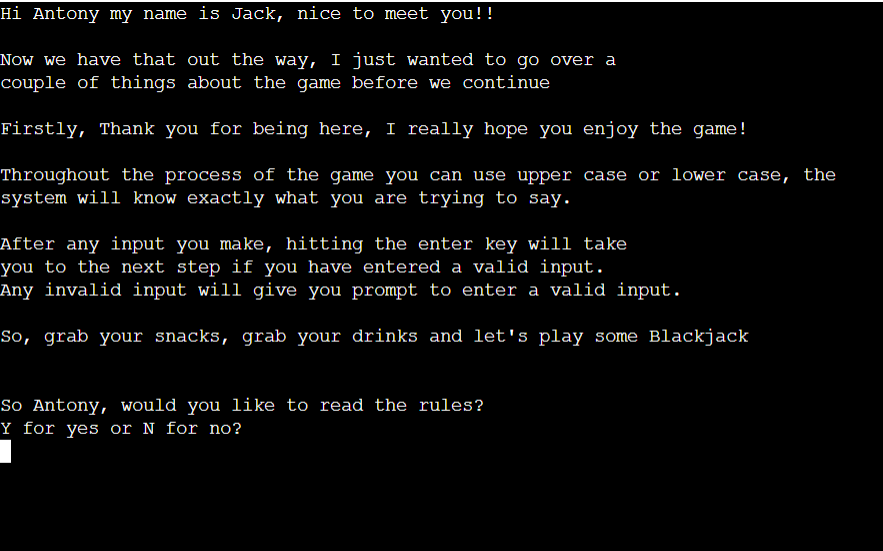 Hi Antony my name is Jack, nice to meet you!!
Now we have that out the way, I just wanted to go over a
couple of things about the game before we continue
Firstly, Thank you for being here, I really hope you enjoy the game!
Throughout the process of the game you can use upper case or lower case, the
system will know exactly what you are trying to say.
After any input you make, hitting the enter key will take
you to the next step if you have entered a valid input.
Any invalid input will give you prompt to enter a valid input.
So, grab your snacks, grab your drinks and let's play some Blackjack
So Antony, would you like to read the rules?
Y for yes or N for no?